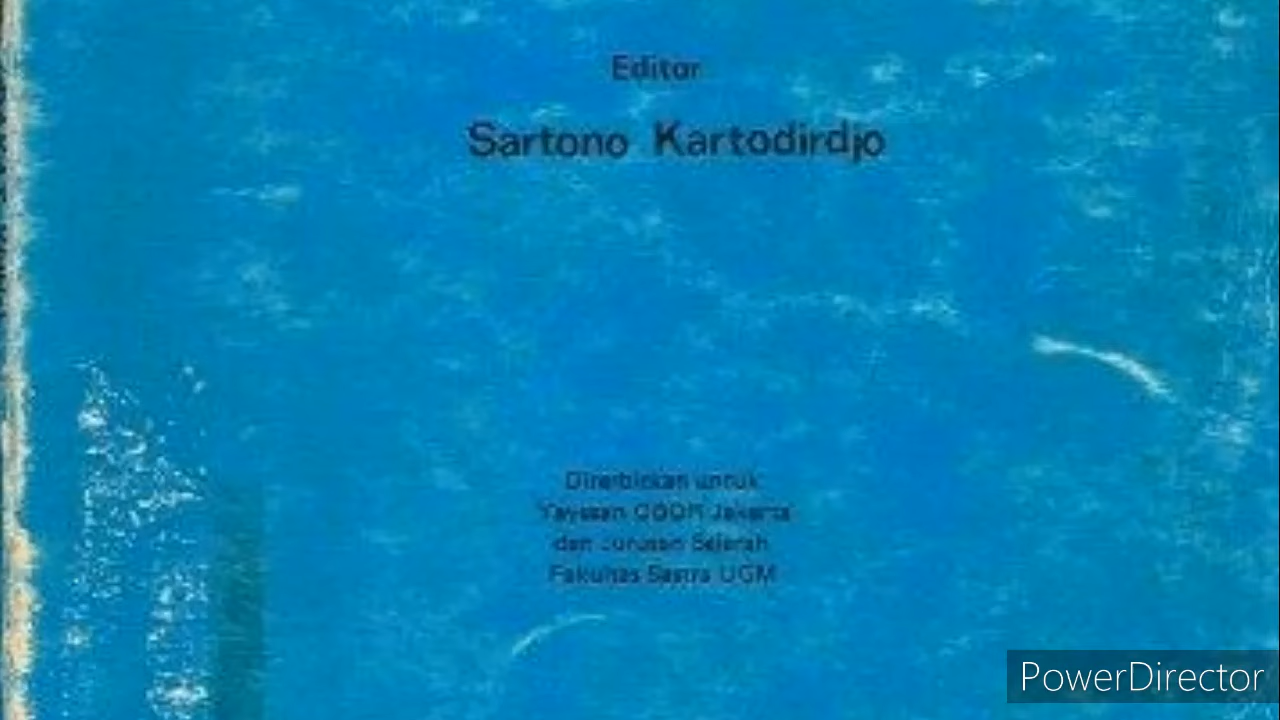 Editor
Sartono Kartodirdjo
Diterbitkan untuk
Yayasan Jakarta
dan Jurusan Sejarah
Fakultas Sastra UGM
PowerDirector